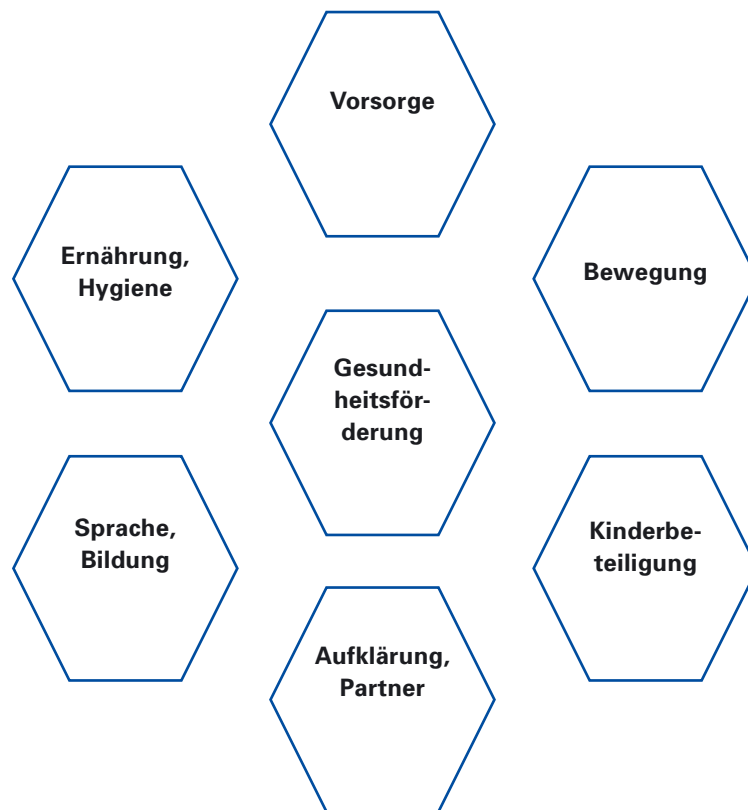 Vorsorge
Ernährung,
Hygiene
Bewegung
Gesund-
heitsför-
derung
Sprache,
Bildung
Kinderbe-
teiligung
Aufklärung,
Partner